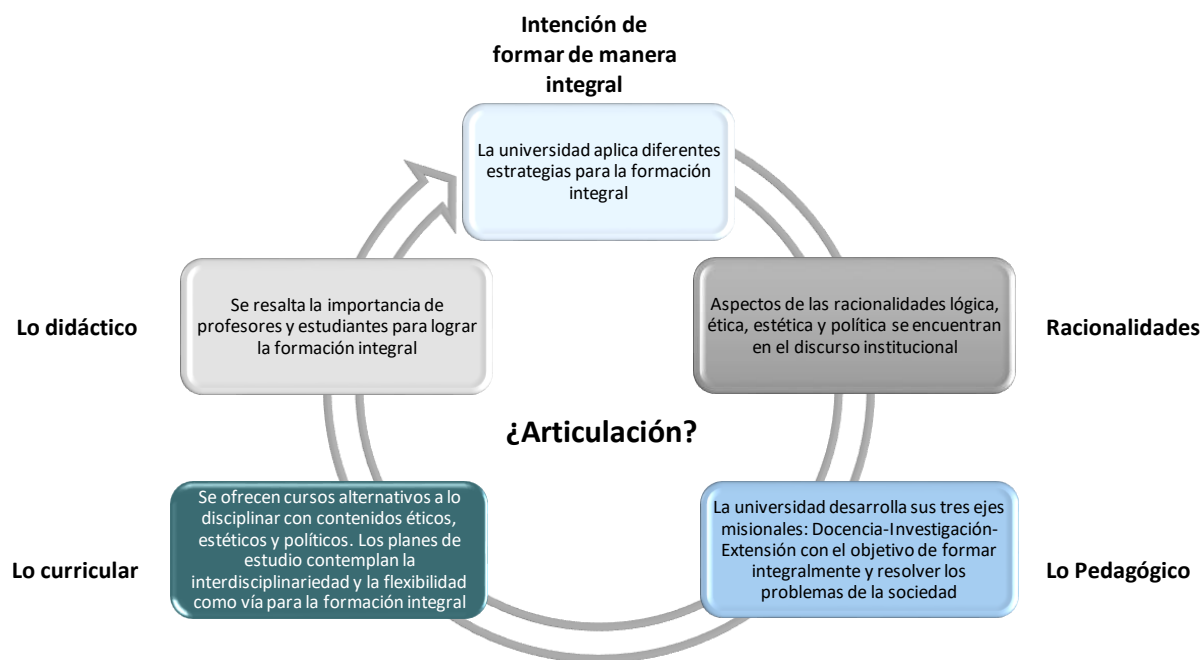 Intención de
formar de manera
integral
La universidad aplica diferentes
estrategias para la formación
integral
Lo didáctico
Se resalta la importancia de
profesores y estudiantes para lograr
la formación integral
Aspectos de las racionalidades lógica,
ética, estética y política se encuentran
en el discurso institucional
Racionalidades
¿Articulación?
Lo curricular
Se ofrecen cursos alternativos a lo
disciplinar con contenidos éticos,
estéticos y políticos. Los planes de
estudio contemplan la
interdisciplinariedad y la flexibilidad
como vía para la formación integral
La universidad desarrolla sus tres ejes
misionales: Docencia-Investigación-
Extensión con el objetivo de formar
integralmente y resolver los
problemas de la sociedad
Lo Pedagógico